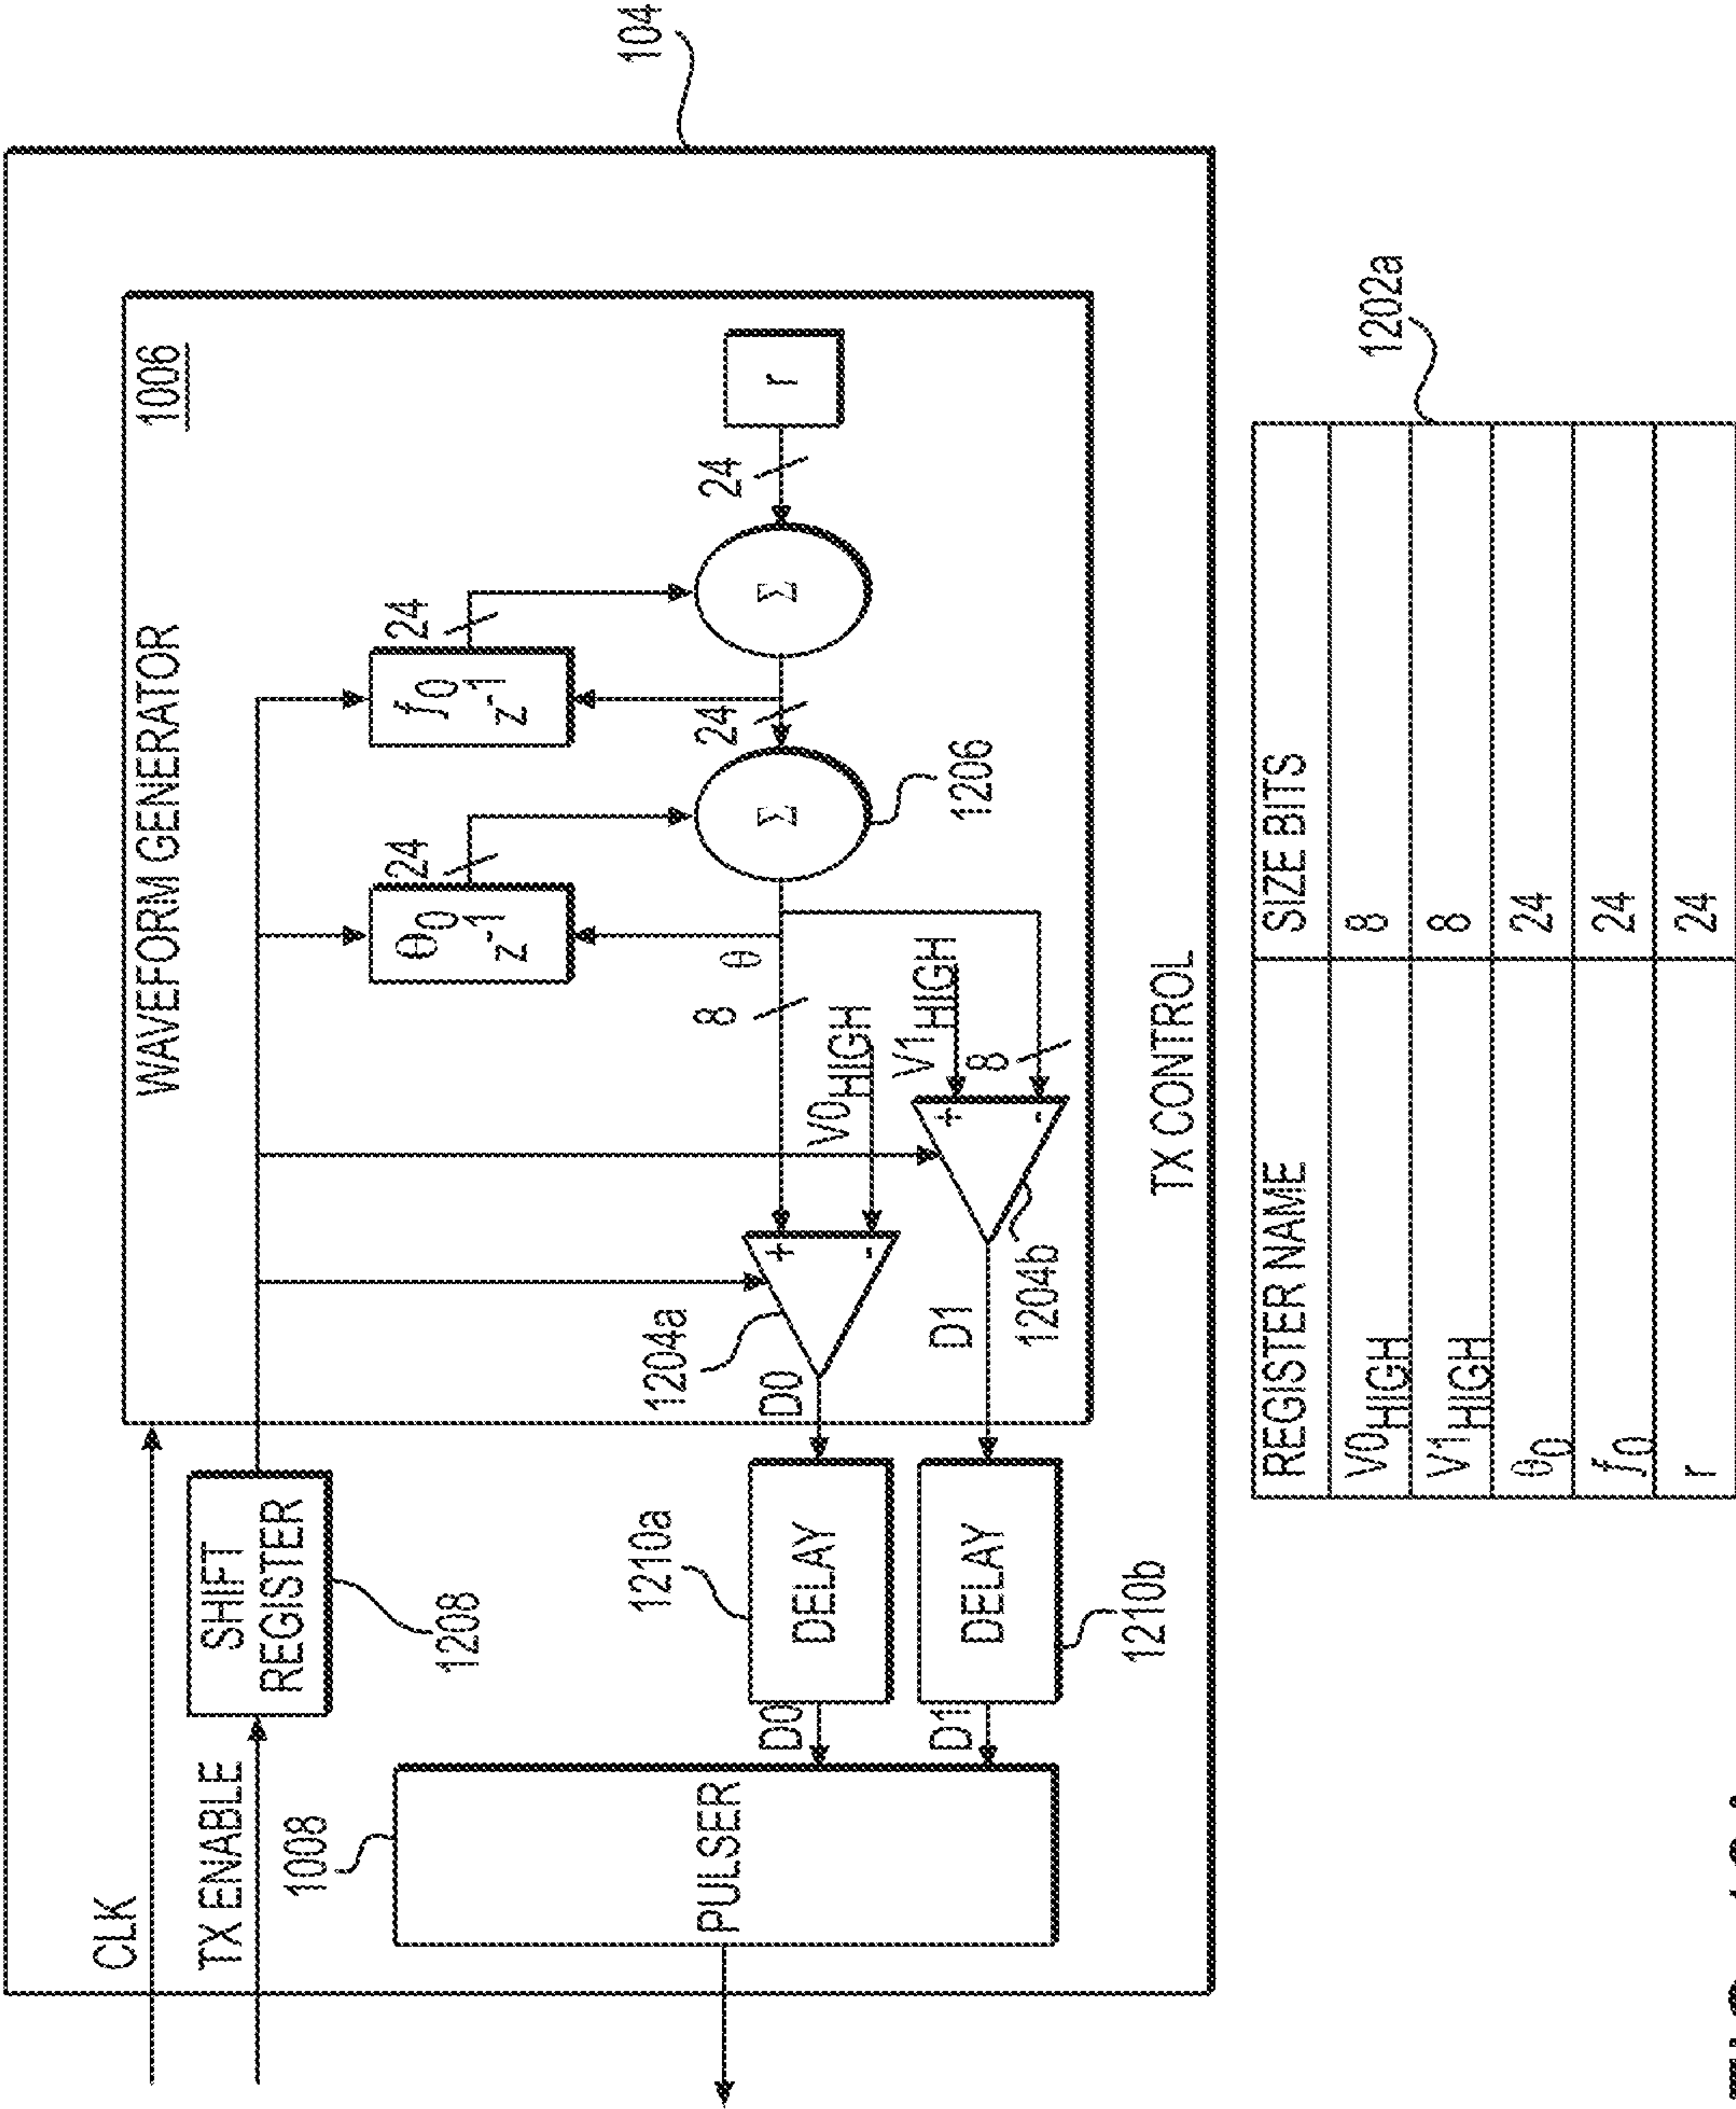 104
CLK
TX ENABLE
SHIFT
REGISTER
1208
WAVEFORM GENERATOR
1006
θ0
z-1
24
f0
z-1
24
1008
PULSER
D0
D1
1210a
DELAY
DELAY
1210b
1204a
D0
D1
+
-
+
-
1204b
V0HIGH
V1HIGH
8
8
θ
Σ
1206
24
Σ
24
r
TX CONTROL
1202a
REGISTER NAME SIZE BITS
V0HIGH 8
V1HIGH 8
θ0 24
f0 24
r 24